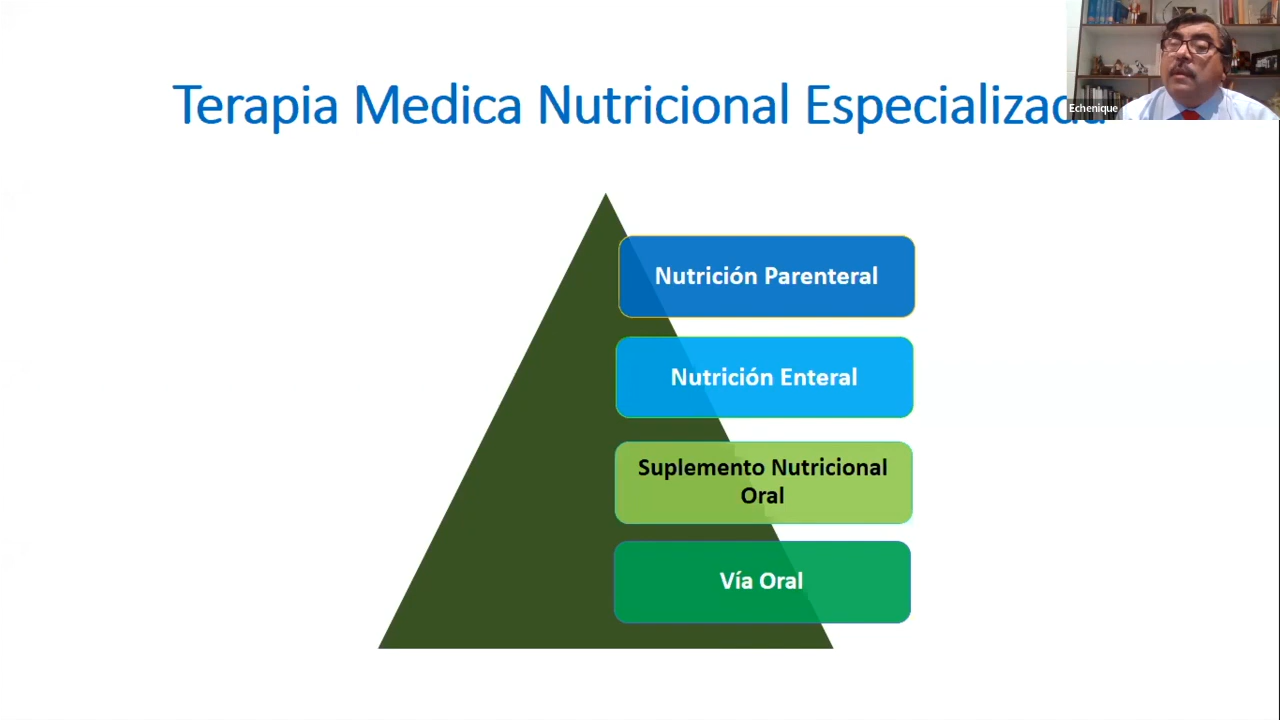 Terapia Medica Nutricional Especializada
Echenique
Nutrición Parenteral
Nutrición Enteral
Suplemento Nutricional
Oral
Vía Oral